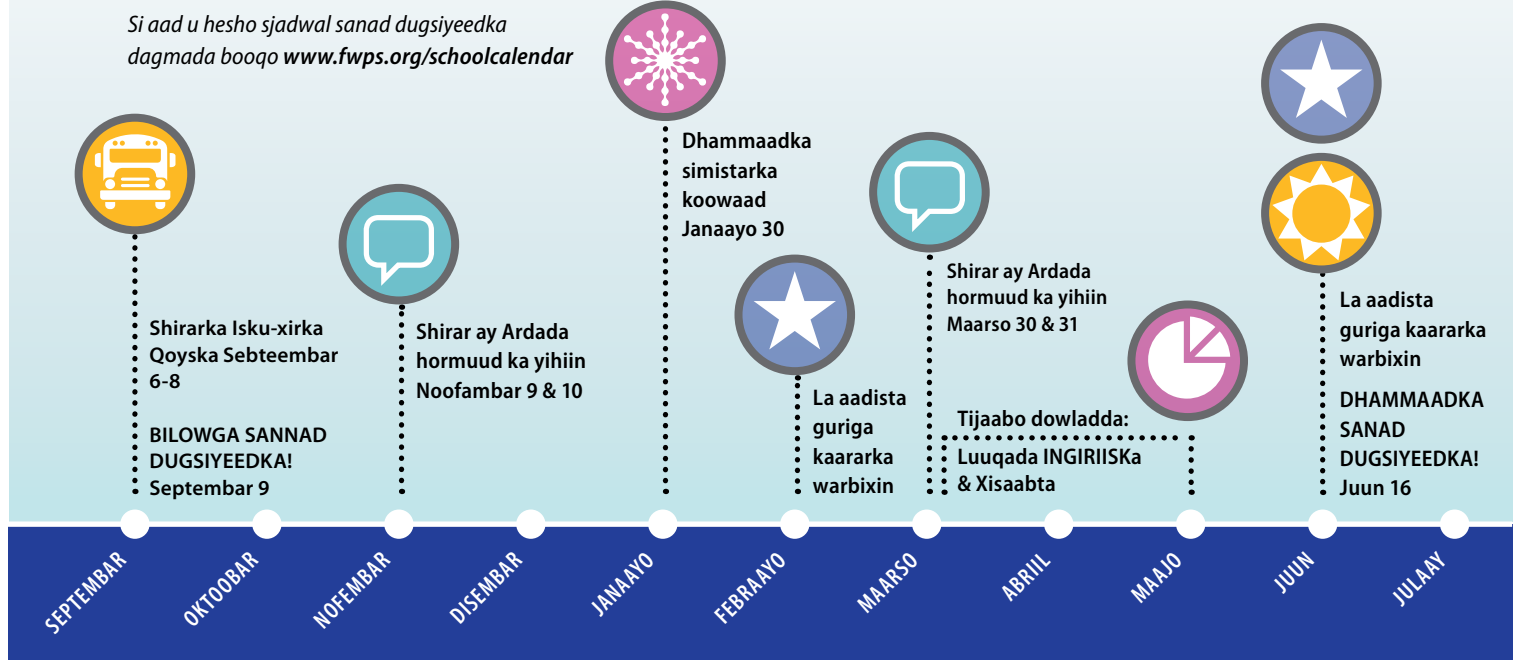 Si aad u hesho sjadwal sanad dugsiyeedka
dagmada booqo www.fwps.org/schoolcalendar
Shirarka Isku-xirka
Qoyska Sebteembar
6-8
BILOWGA SANNAD
DUGSIYEEDKA!
Septembar 9
Shirar ay Ardada
hormuud ka yihiin
Noofambar 9 & 10
Dhammaadka
simistarka
koowaad
Janaayo 30
La aadista
guriga
kaararka
warbixin
Shirar ay Ardada
hormuud ka yihiin
Maarso 30 & 31
Tijaabo dowladda:
Luuqada INGIRIISKa
& Xisaabta
La aadista
guriga kaararka
warbixin
DHAMMAADKA
SANAD
DUGSIYEEDKA!
Juun 16
SEPTEMBAR
OKTOOBAR
NOFEMBAR
DISEMBAR
JANAAYO
FEBRAAYO
MAARSO
ABRIIL
MAAJO
JUUN
JULAAY